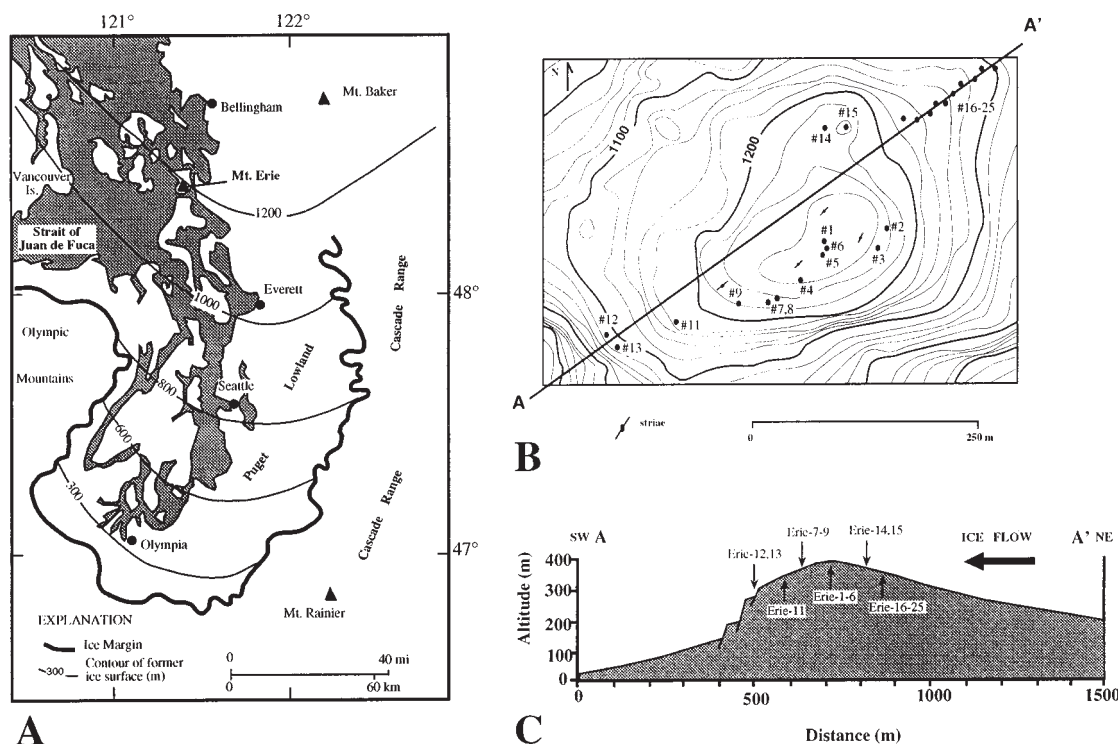 121°
122°
Bellingham
Mt. Baker
Vancouver
Is.
Mt. Erie
1200
Strait of
Juan de Fuca
Everett
48°
1000
Cascade Range
Olympic
Mountains
Lowland
800
Seattle
600
Puget
300
Cascade Range
Olympia
47°
Mt. Rainier
EXPLANATION
Ice Margin
300 Contour of former
ice surface (m)
0 40 mi
0 60 km
A
A'
N
1100
#15
#14
#16-25
1200
#1
#2
#6
#5
#3
#4
#9
#7,8
#12
#11
#13
A
striae
0 250 m
B
SW A
Erie-7-9
Erie-14,15
ICE FLOW
A' NE
Eric-12,13
Altitude (m)
400
300
200
100
0
Erie-11
Erie-1-6
Erie-16-25
0 500 1000 1500
Distance (m)
C